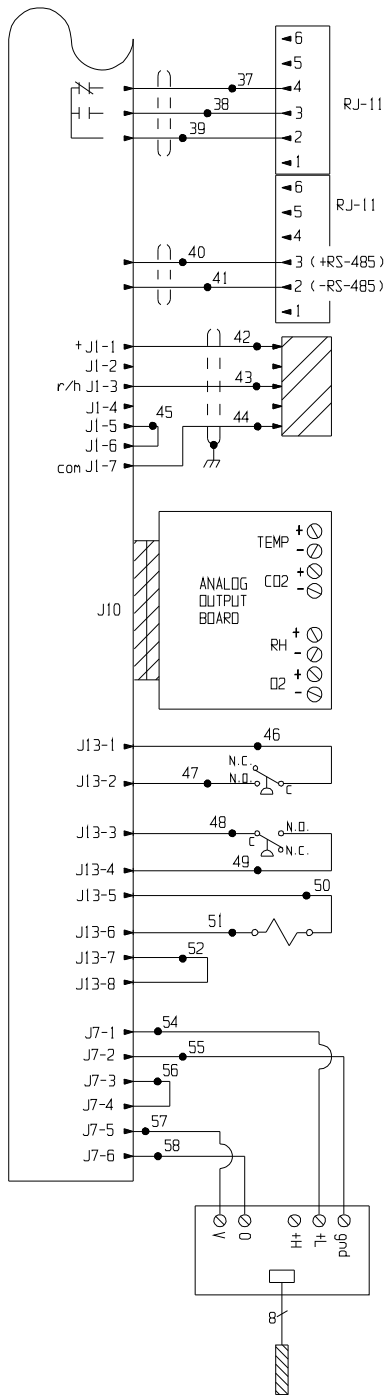 6
5
37
4
38
3
RJ-11
39
2
1
6
5
RJ-11
4
40
3 (+RS-485)
41
2 (-RS-485)
1
42
+ J1-1
J1-2
43
r/h J1-3
J1-4
45
44
J1-5
J1-6
com J1-7
TEMP + -
CO2 + -
ANALOG
OUTPUT
BOARD
J10
RH + -
O2 + -
46
J13-1
N.C.
47
N.O.
J13-2
C
48
N.O.
J13-3
C
N.C.
49
J13-4
50
J13-5
51
J13-6
52
J13-7
J13-8
54
J7-1
55
J7-2
56
J7-3
J7-4
57
J7-5
58
J7-6
V
0
+H
+L
gnd
8